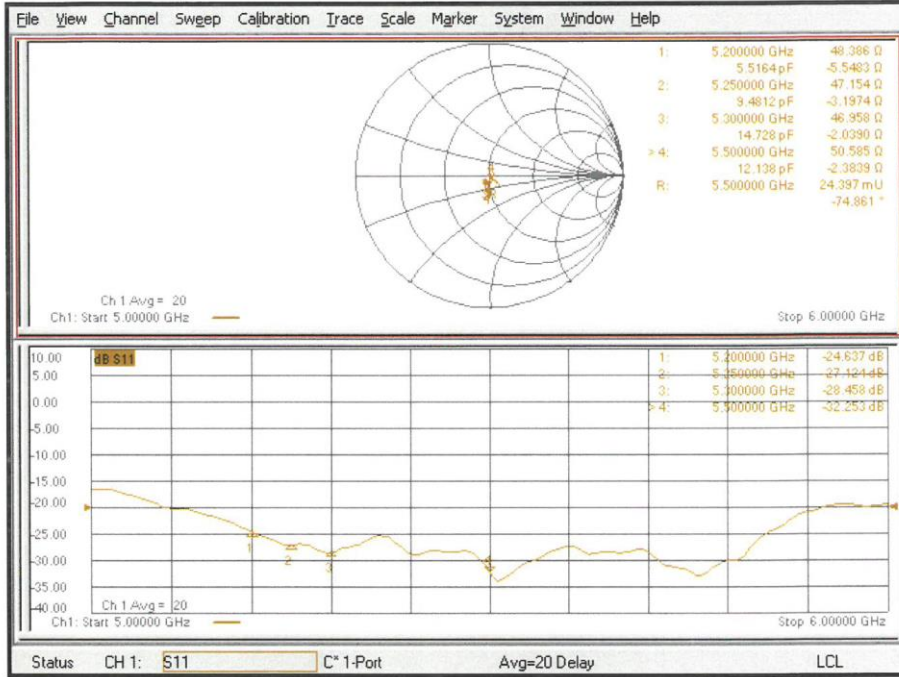 File View Channel Sweep Calibration Trace Scale Marker System Window Help
1: 5.200000 GHz 48.386 Ω
5.5164 pF -5.5483 Ω
2: 5.250000 GHz 47.154 Ω
9.4812 pF -3.1974 Ω
3: 5.300000 GHz 46.958 Ω
14.728 pF -2.0390 Ω
> 4: 5.500000 GHz 50.585 Ω
12.138 pF -2.3839 Ω
R: 5.500000 GHz 24.397 mU
-74.861 °
Ch 1 Avg = 20
Ch1: Start 5.00000 GHz Stop 6.00000 GHz
10.00 dB S11 1: 5.200000 GHz -24.637 dB
5.00 2: 5.250000 GHz -27.124 dB
3: 5.300000 GHz -28.458 dB
0.00 > 4: 5.500000 GHz -32.253 dB
-5.00
-10.00
-15.00
-20.00
-25.00
1 2 3 4
-30.00
-35.00
-40.00 Ch 1 Avg = 20
Ch1: Start 5.00000 GHz Stop 6.00000 GHz
Status CH 1: S11 C* 1-Port Avg=20 Delay LCL